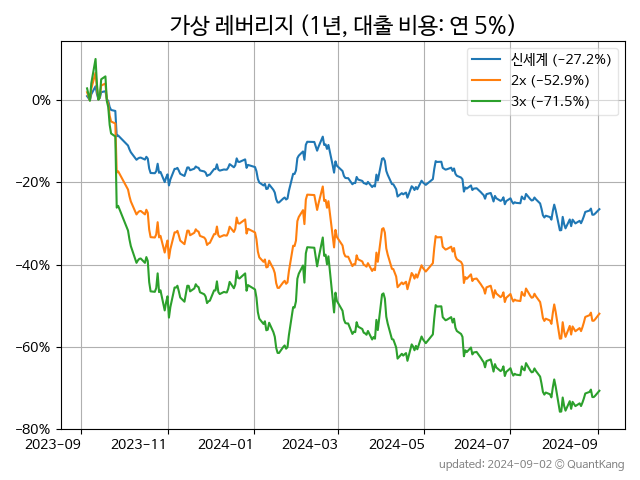 가상 레버리지 (1년, 대출 비용: 연 5%)
신세계 (−27.2%)
2x (−52.9%)
3x (−71.5%)
0%
−20%
−40%
−60%
−80%
2023-09 2023-11 2024-01 2024-03 2024-05 2024-07 2024-09
updated: 2024-09-02 © QuantKang